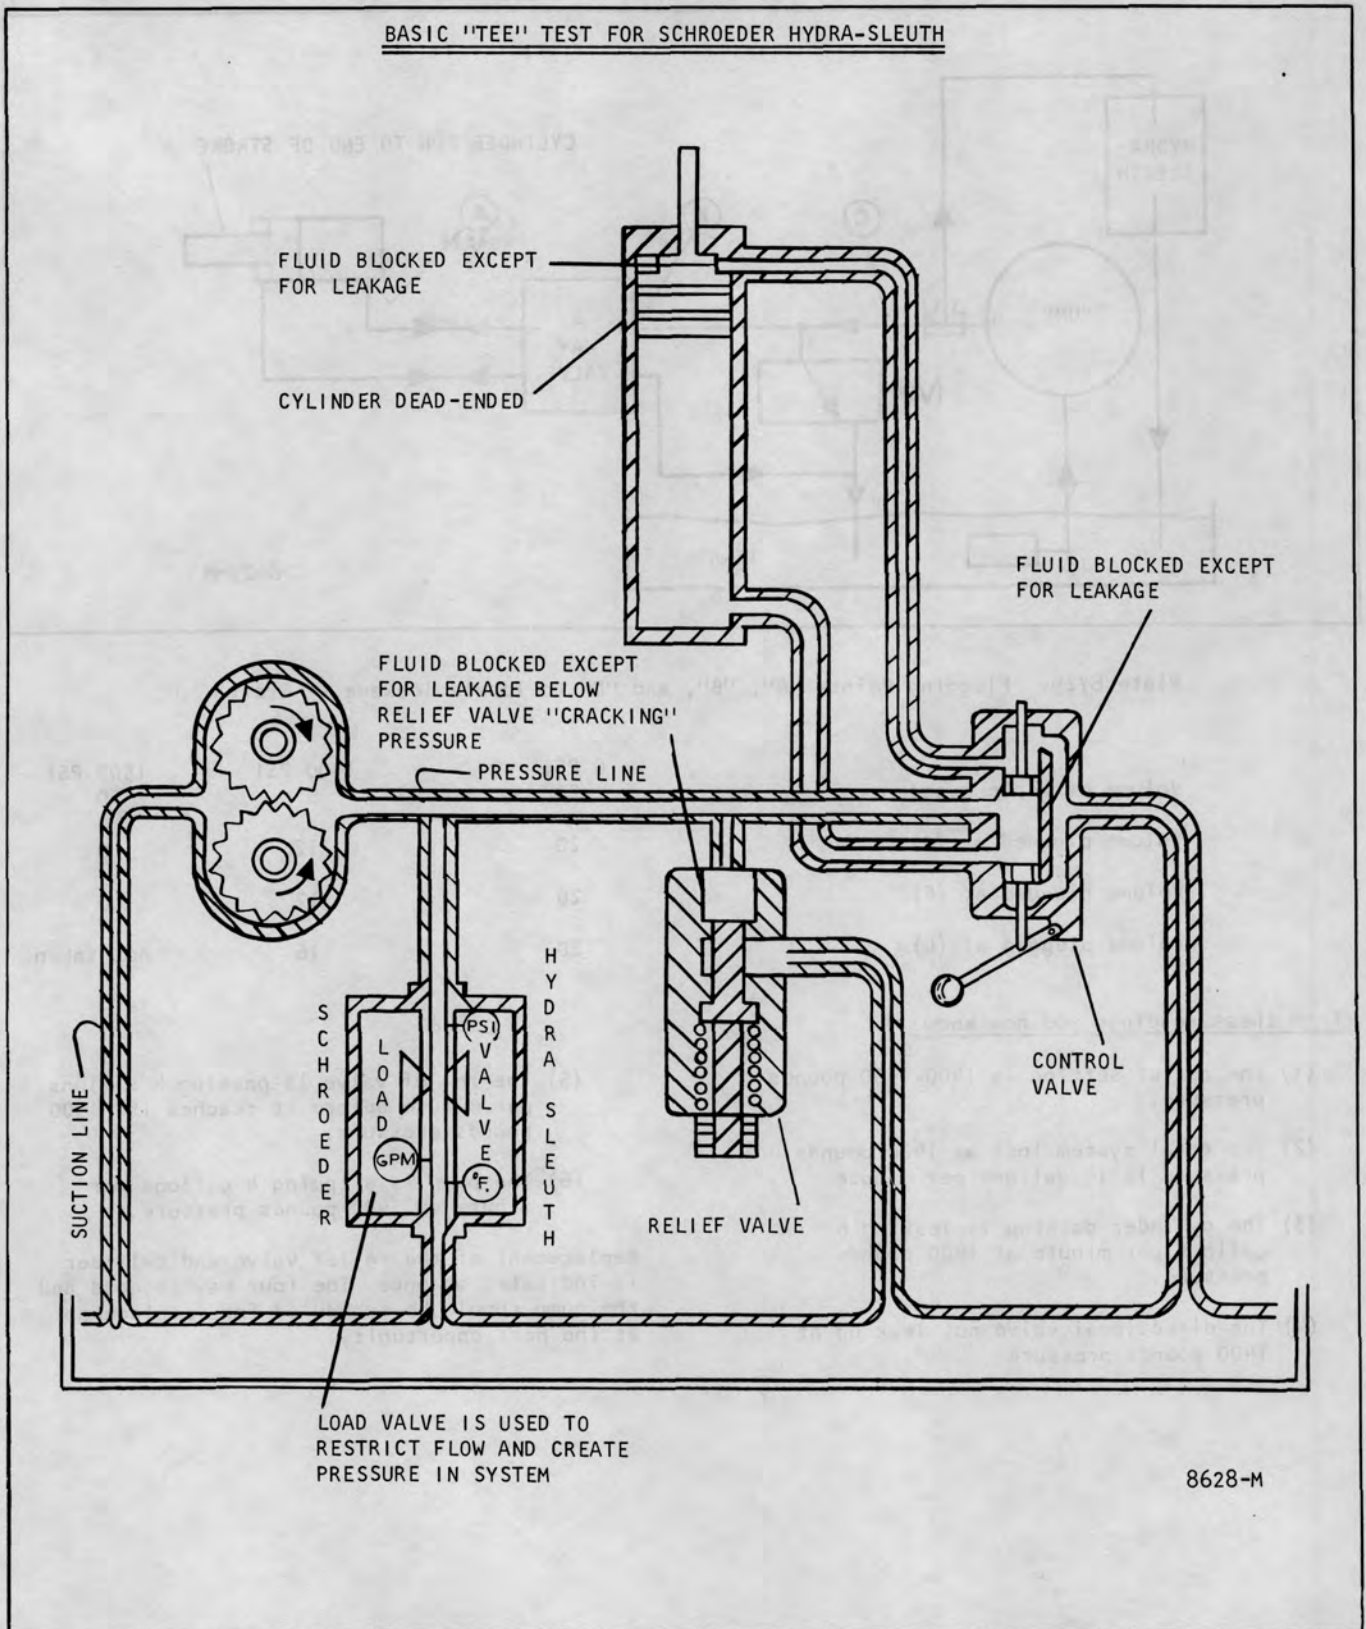 BASIC "TEE" TEST FOR SCHROEDER HYDRA-SLEUTH
FLUID BLOCKED EXCEPT
FOR LEAKAGE
CYLINDER DEAD-ENDED
FLUID BLOCKED EXCEPT
FOR LEAKAGE
FLUID BLOCKED EXCEPT
FOR LEAKAGE BELOW
RELIEF VALVE "CRACKING"
PRESSURE
PRESSURE LINE
SUCTION LINE
SCHROEDER
LOAD
GPM
PSI
VALVE
°F.
HYDRA SLEUTH
RELIEF VALVE
CONTROL
VALVE
LOAD VALVE IS USED TO
RESTRICT FLOW AND CREATE
PRESSURE IN SYSTEM
8628-M